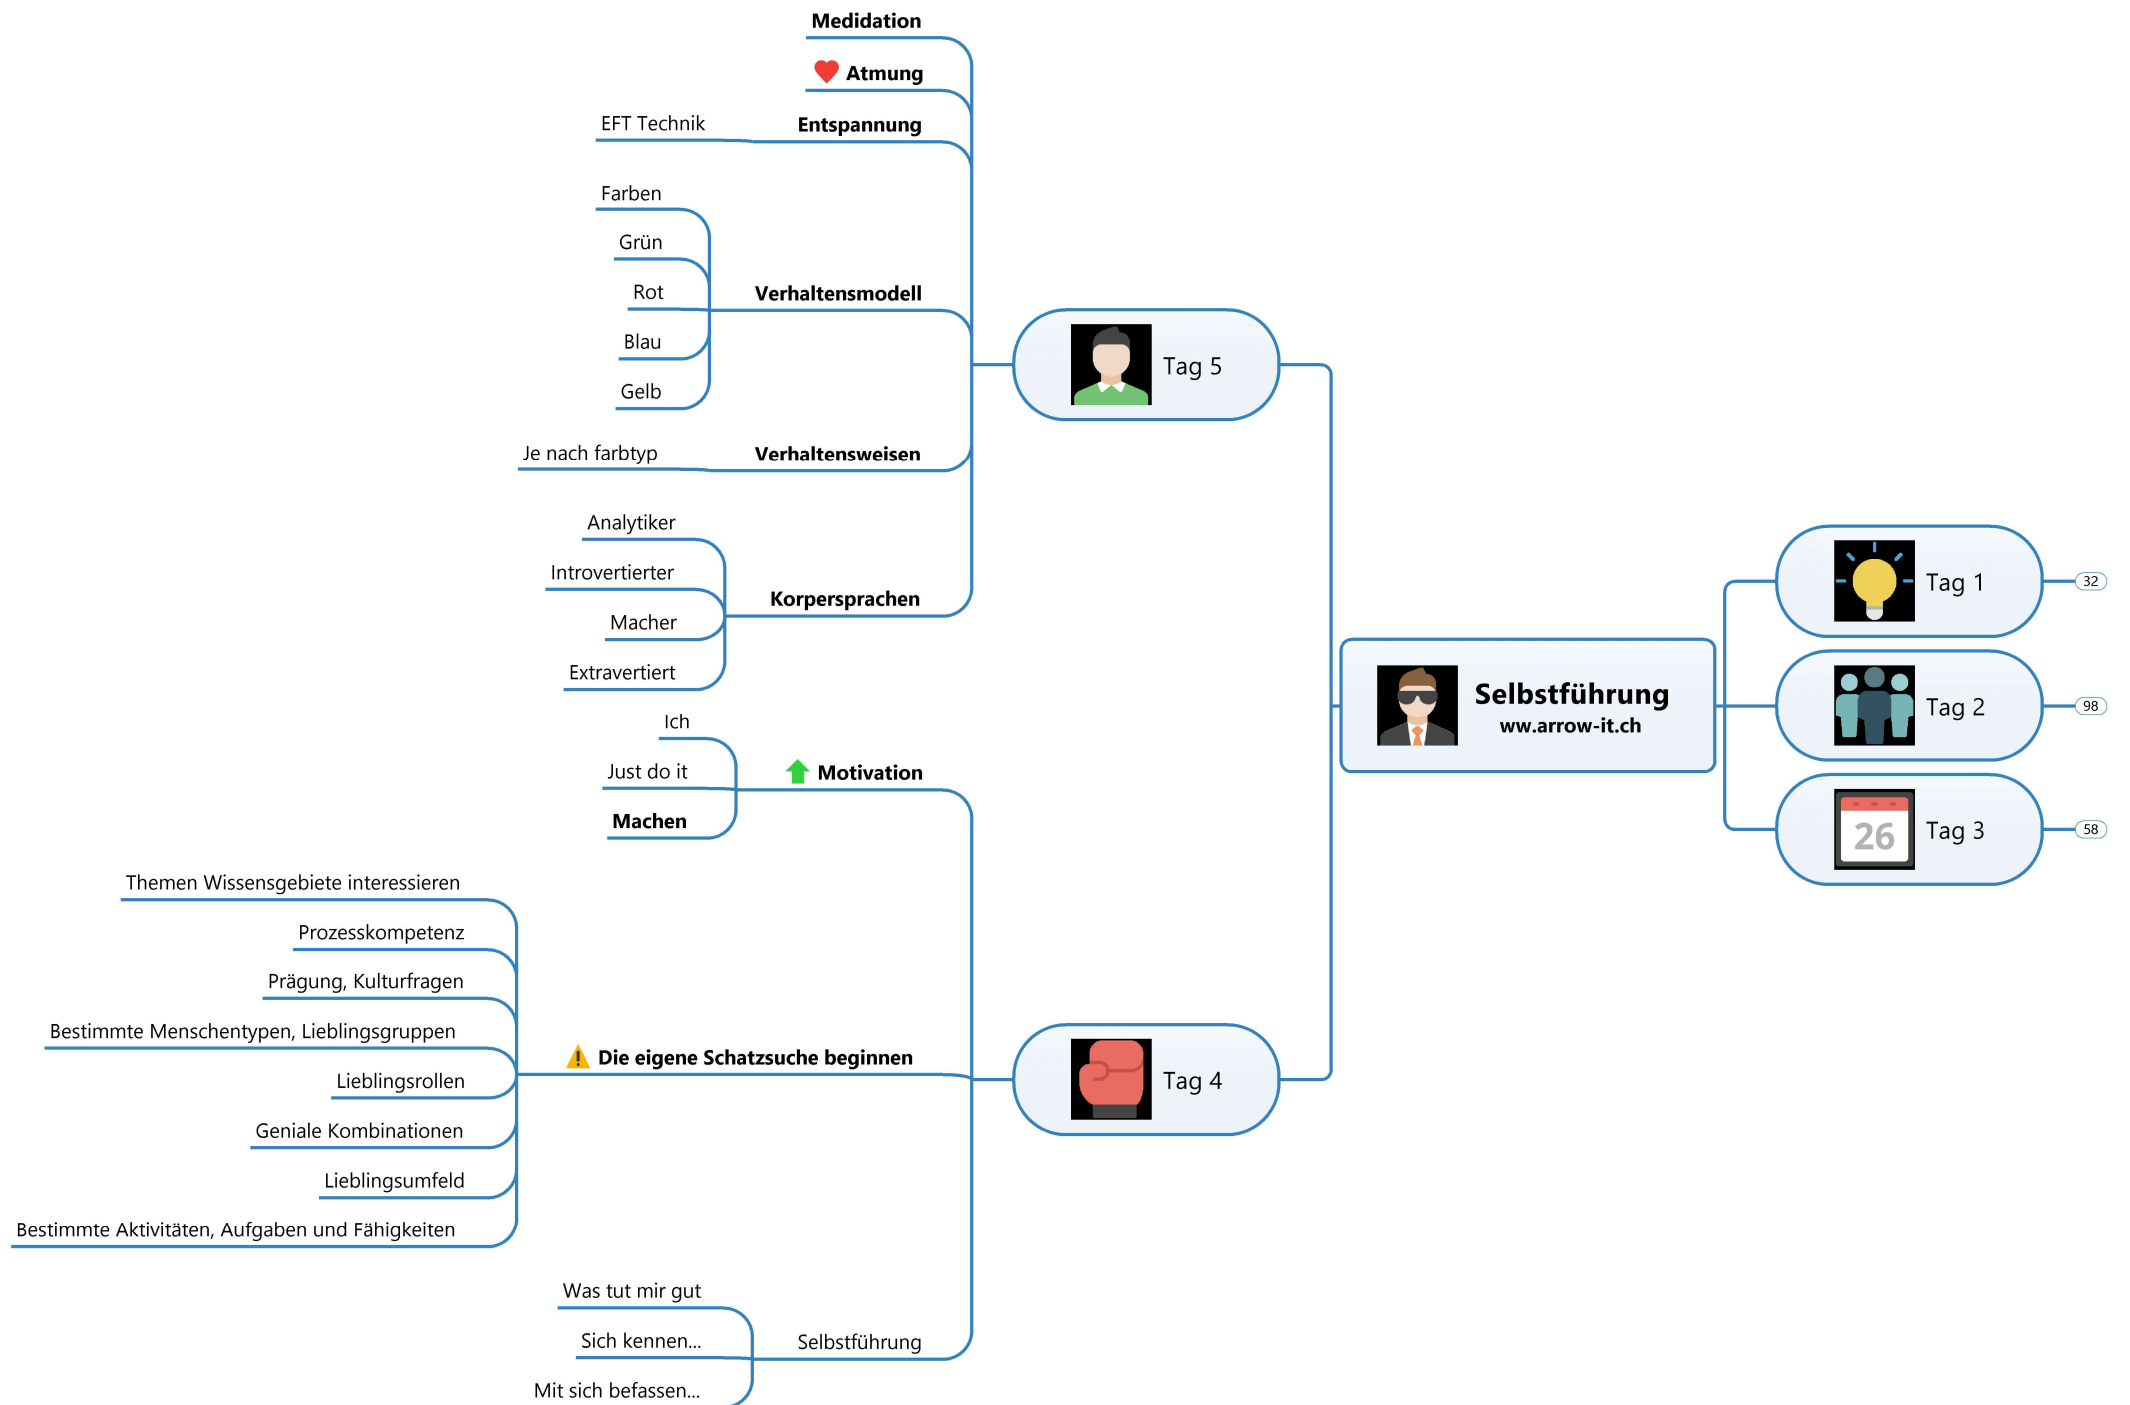 Medidation
Atmung
EFT Technik
Entspannung
Farben
Grün
Rot
Blau
Gelb
Verhaltensmodell
Je nach farbtyp
Verhaltensweisen
Analytiker
Introvertierter
Macher
Extravertiert
Korpersprachen
Tag 5
Ich
Just do it
Machen
Motivation
Themen Wissensgebiete interessieren
Prozesskompetenz
Prägung, Kulturfragen
Bestimmte Menschentypen, Lieblingsgruppen
Lieblingsrollen
Geniale Kombinationen
Lieblingsumfeld
Bestimmte Aktivitäten, Aufgaben und Fähigkeiten
Die eigene Schatzsuche beginnen
Was tut mir gut
Sich kennen...
Mit sich befassen...
Selbstführung
Tag 4
Selbstführung
ww.arrow-it.ch
Tag 1
32
Tag 2
98
26
Tag 3
58